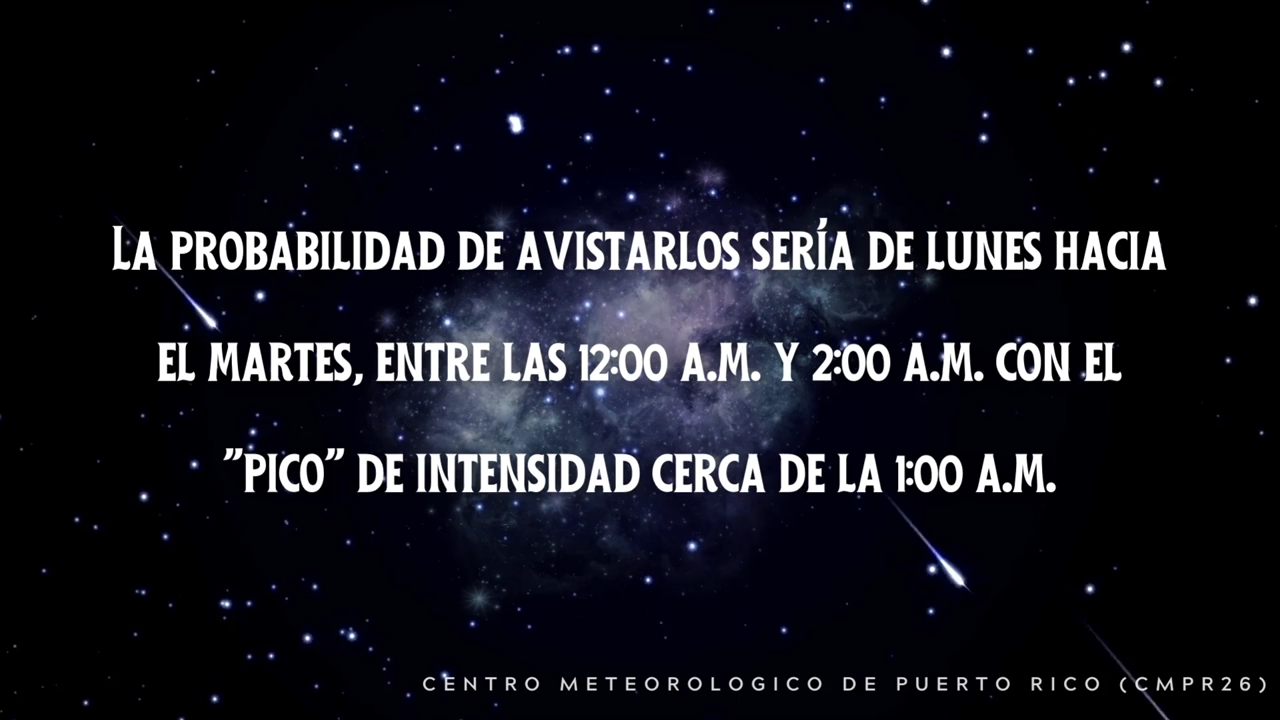 La probabilidad de avistarlos sería de lunes hacia
el martes, entre las 12:00 a.m. y 2:00 a.m. con el
"pico" de intensidad cerca de la 1:00 a.m.
CENTRO METEOROLOGICO DE PUERTO RICO (CMPR26)